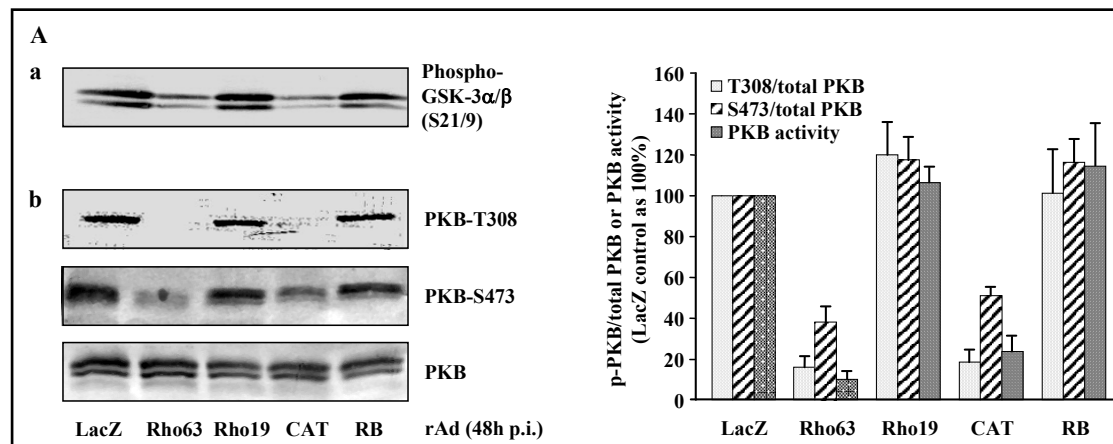 A
a
Phospho-
GSK-3α/β
(S21/9)
b
PKB-T308
PKB-S473
PKB
LacZ Rho63 Rho19 CAT RB rAd (48h p.i.)
p-PKB/total PKB or PKB activity
(LacZ control as 100%)
160
140
120
100
80
60
40
20
0
T308/total PKB
S473/total PKB
PKB activity
LacZ Rho63 Rho19 CAT RB